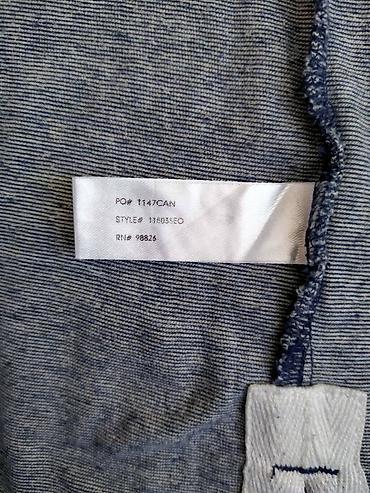 PO# 1147CAN
STYLE# 118035EO
RN# 98826